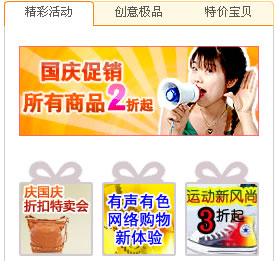 精彩活动 创意极品 特价宝贝
国庆促销
所有商品2折起
庆国庆
折扣特卖会
有声有色
网络购物
新体验
运动新风尚
3折起